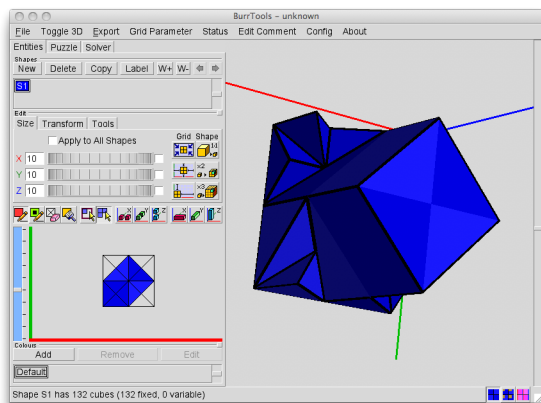 BurrTools - unknown
File Toggle 3D Export Grid Parameter Status Edit Comment Config About
Entities Puzzle Solver
Shapes
New Delete Copy Label W+ W-
S1
Edit
Size Transform Tools
Apply to All Shapes
Grid Shape
X 10
Y 10
Z 10
Colours
Add Remove Edit
Default
Shape S1 has 132 cubes (132 fixed, 0 variable)